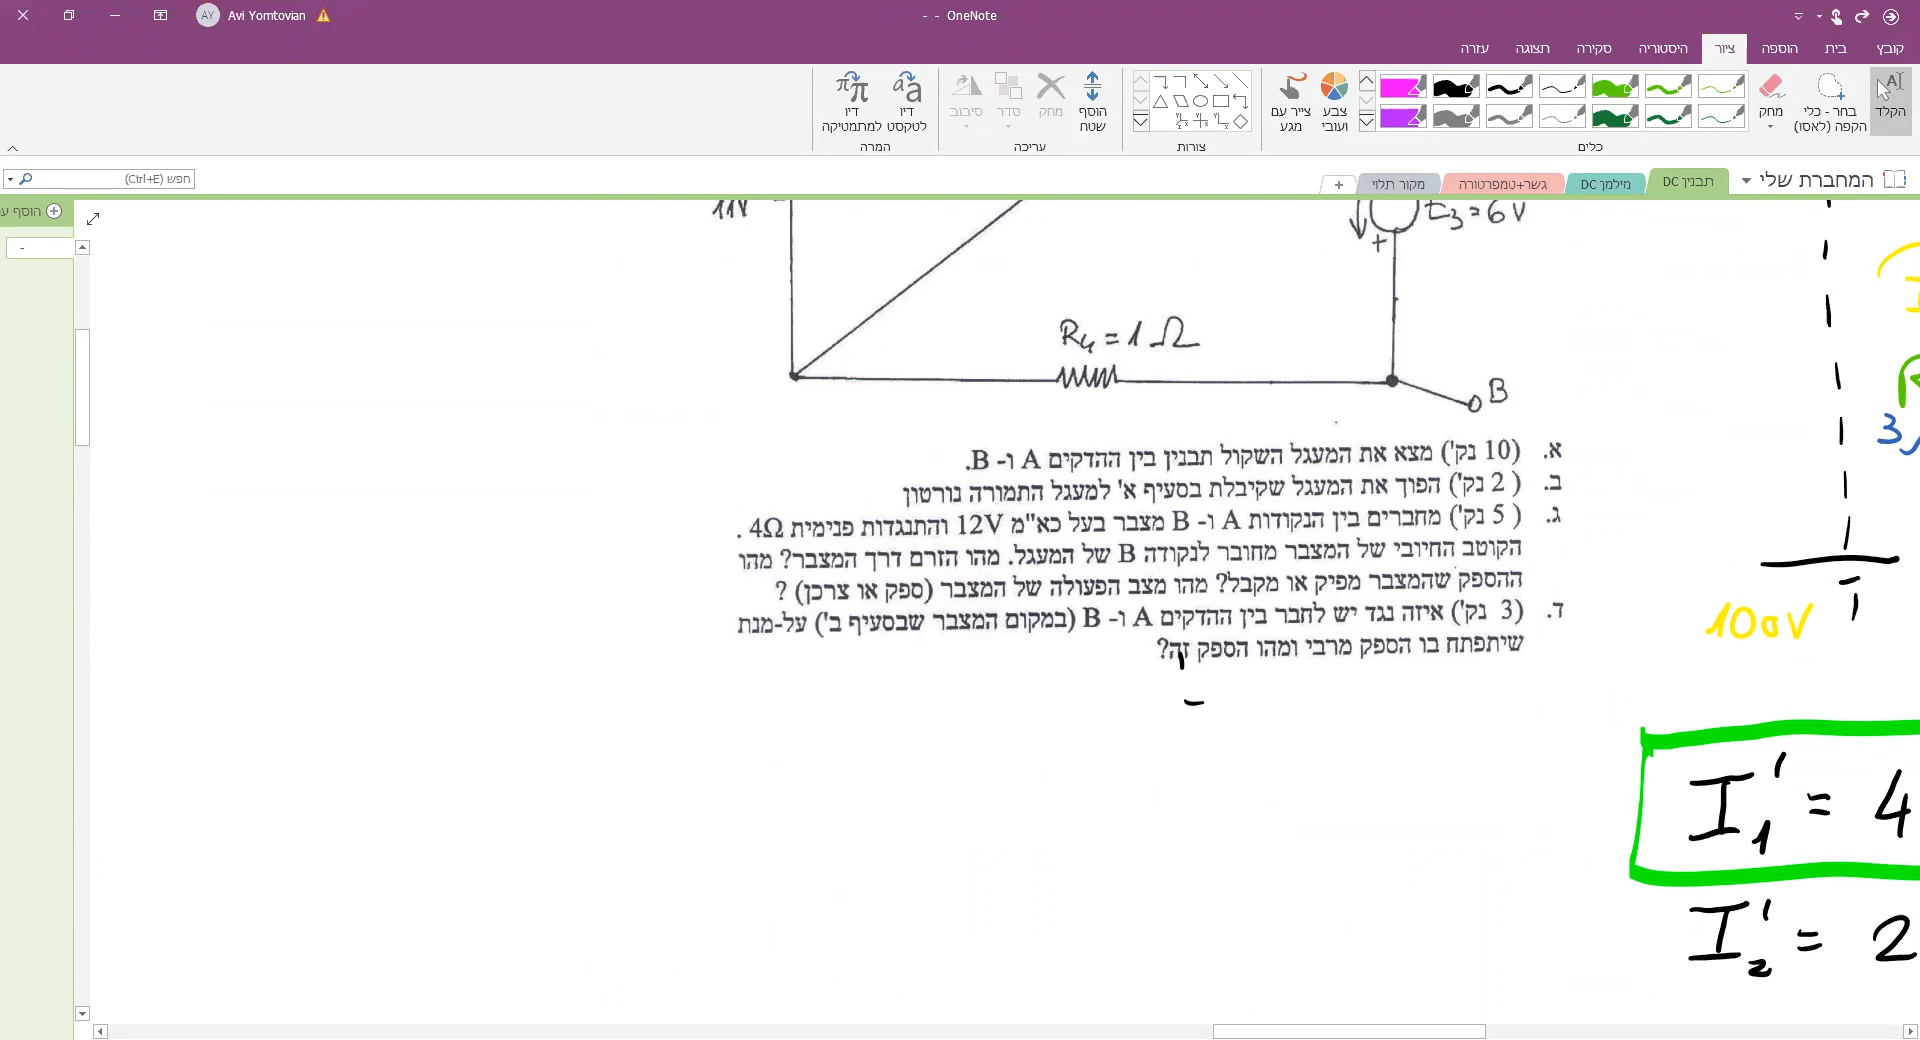 Avi Yomtovian
- - OneNote
קובץ
בית
הוספה
ציור
היסטוריה
סקירה
תצוגה
עזרה
הקלד
בחר - כלי הקפה (לאסו)
מחק
כלים
צבע ועובי
צייר עם מגע
צורות
הוסף שטח
מחק
סדר
סיבוב
עריכה
דיו לטקסט
דיו למתמטיקה
המרה
המחברת שלי
תבנין DC
מילמן DC
גשר+טמפרטורה
מקור תלוי
חפש (Ctrl+E)
11V
E3 = 6V
+
R4 = 1 Ω
B
א. (10 נק') מצא את המעגל השקול תבנין בין ההדקים A ו- B.
ב. ( 2 נק') הפוך את המעגל שקיבלת בסעיף א' למעגל התמורה נורטון
ג. ( 5 נק') מחברים בין הנקודות A ו- B מצבר בעל כא"מ 12V והתנגדות פנימית 4Ω .
הקוטב החיובי של המצבר מחובר לנקודה B של המעגל. מהו הזרם דרך המצבר? מהו
ההספק שהמצבר מפיק או מקבל? מהו מצב הפעולה של המצבר (ספק או צרכן) ?
ד. (3 נק') איזה נגד יש לחבר בין ההדקים A ו- B (במקום המצבר שבסעיף ב') על-מנת
שיתפתח בו הספק מרבי ומהו הספק זה?
100V
I1' = 4
I2' = 2